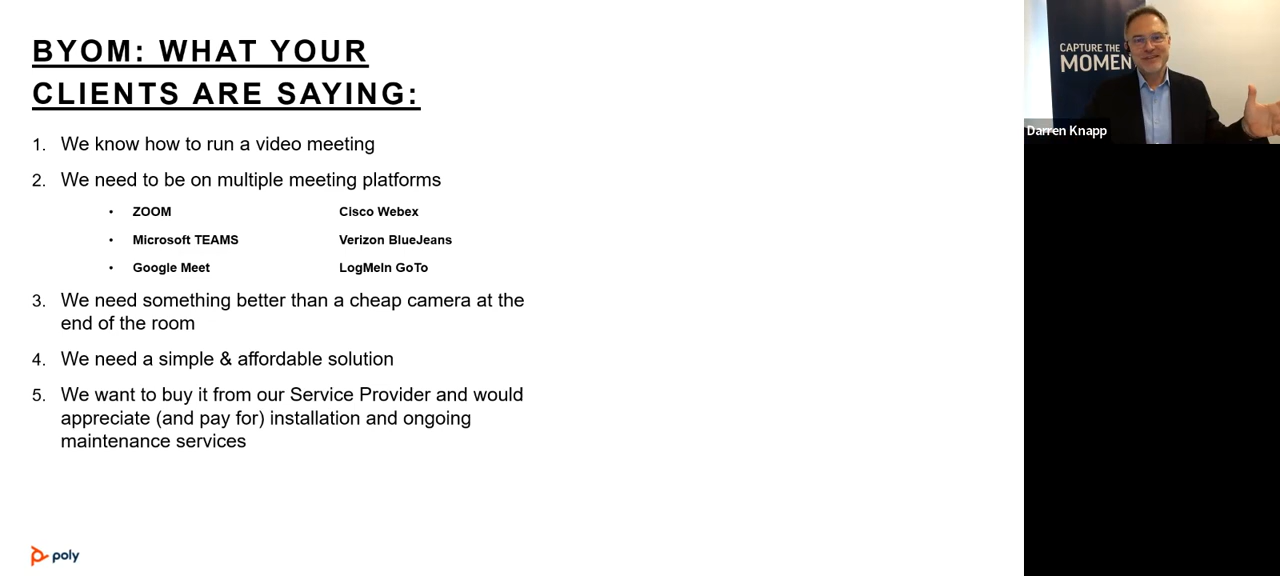 BYOM: WHAT YOUR
CLIENTS ARE SAYING:
1. We know how to run a video meeting
2. We need to be on multiple meeting platforms
• ZOOM Cisco Webex
• Microsoft TEAMS Verizon BlueJeans
• Google Meet LogMeIn GoTo
3. We need something better than a cheap camera at the
end of the room
4. We need a simple & affordable solution
5. We want to buy it from our Service Provider and would
appreciate (and pay for) installation and ongoing
maintenance services
poly
CAPTURE THE
MOMEN
Darren Knapp